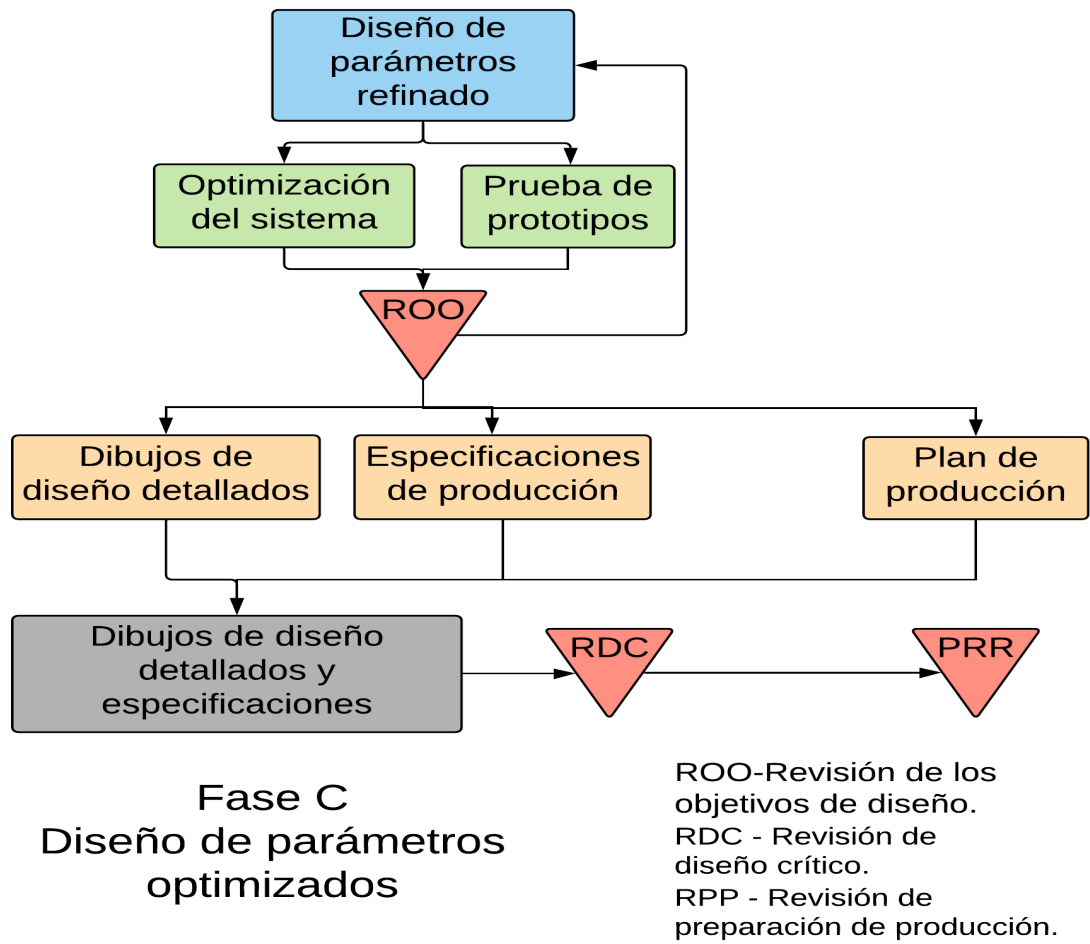 Diseño de
parámetros
refinado
Optimización
del sistema
Prueba de
prototipos
ROO
Dibujos de
diseño detallados
Especificaciones
de producción
Plan de
producción
Dibujos de diseño
detallados y
especificaciones
RDC
PRR
Fase C
Diseño de parámetros
optimizados
ROO-Revisión de los
objetivos de diseño.
RDC - Revisión de
diseño crítico.
RPP - Revisión de
preparación de producción.